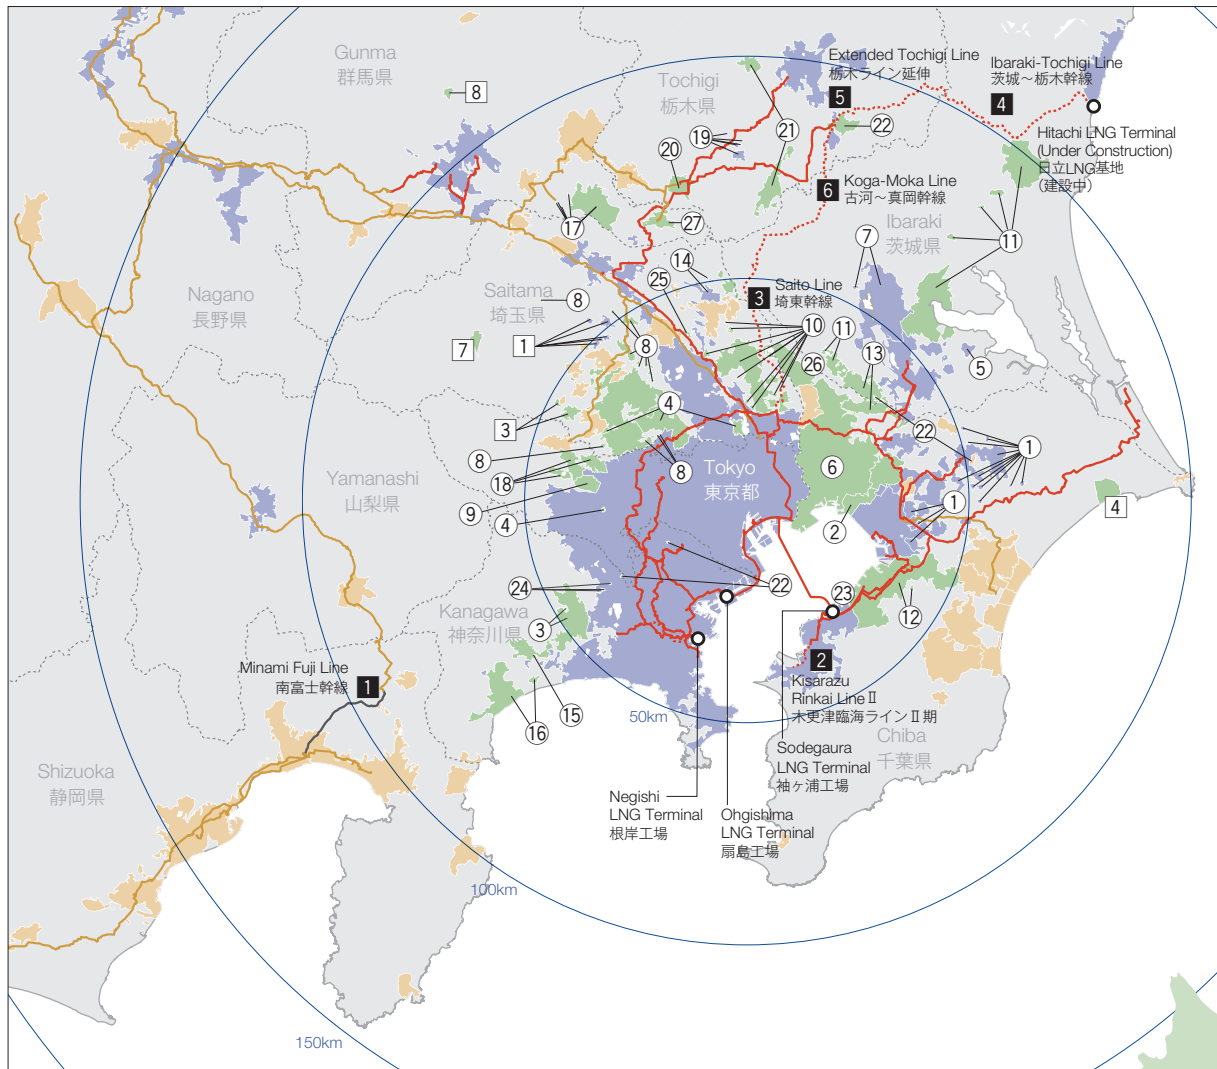 Gunma
群馬県
8
Tochigi
栃木県
Extended Tochigi Line
栃木ライン延伸
5
Ibaraki-Tochigi Line
茨城～栃木幹線
4
Hitachi LNG Terminal
(Under Construction)
日立LNG基地
（建設中）
19
21
22
20
6
Koga-Moka Line
古河～真岡幹線
17
27
Ibaraki
茨城県
7
11
14
25
Saito Line
埼東幹線
3
Nagano
長野県
Saitama
埼玉県
8
7
1
8
10
11
26
13
5
3
4
22
1
8
18
8
Tokyo
東京都
6
Yamanashi
山梨県
9
4
2
1
4
24
22
23
12
Kanagawa
神奈川県
3
Minami Fuji Line
南富士幹線
1
2
Kisarazu
Rinkai Line Ⅱ
木更津臨海ライン Ⅱ 期
15
16
50km
Chiba
千葉県
Sodegaura
LNG Terminal
袖ヶ浦工場
Shizuoka
静岡県
Negishi
LNG Terminal
根岸工場
Ohgishima
LNG Terminal
扇島工場
100km
150km